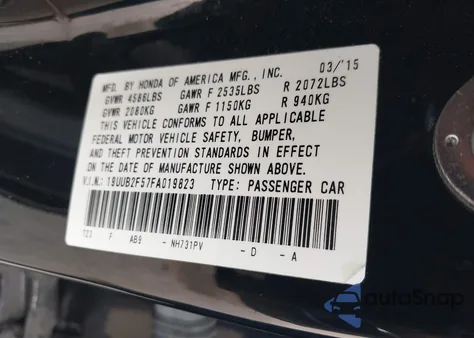 MFD. BY HONDA OF AMERICA MFG., INC. 03/'15
GVWR 4586LBS GAWR F 2535LBS R 2072LBS
GVWR 2080KG GAWR F 1150KG R 940KG
THIS VEHICLE CONFORMS TO ALL APPLICABLE
FEDERAL MOTOR VEHICLE SAFETY, BUMPER,
AND THEFT PREVENTION STANDARDS IN EFFECT
ON THE DATE OF MANUFACTURE SHOWN ABOVE.
V.I.N.: 19UUB2F57FA019823 TYPE: PASSENGER CAR
T23 F AB9 - NH731PV - D - A
autoSnap